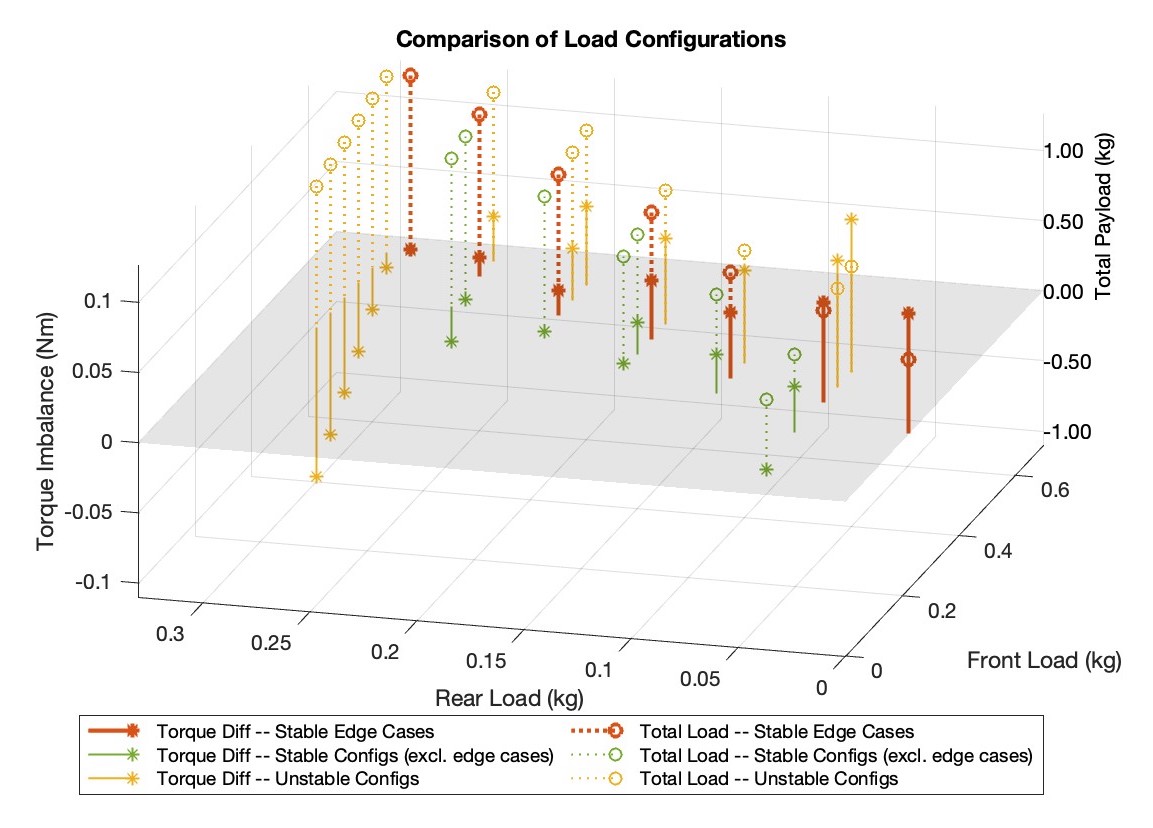 Comparison of Load Configurations
1.00
0.50
0.00
-0.50
-1.00
Total Payload (kg)
0.1
0.05
0
-0.05
-0.1
Torque Imbalance (Nm)
0.3
0.25
0.2
0.15
0.1
0.05
0
Rear Load (kg)
0
0.2
0.4
0.6
Front Load (kg)
Torque Diff -- Stable Edge Cases
Torque Diff -- Stable Configs (excl. edge cases)
Torque Diff -- Unstable Configs
Total Load -- Stable Edge Cases
Total Load -- Stable Configs (excl. edge cases)
Total Load -- Unstable Configs